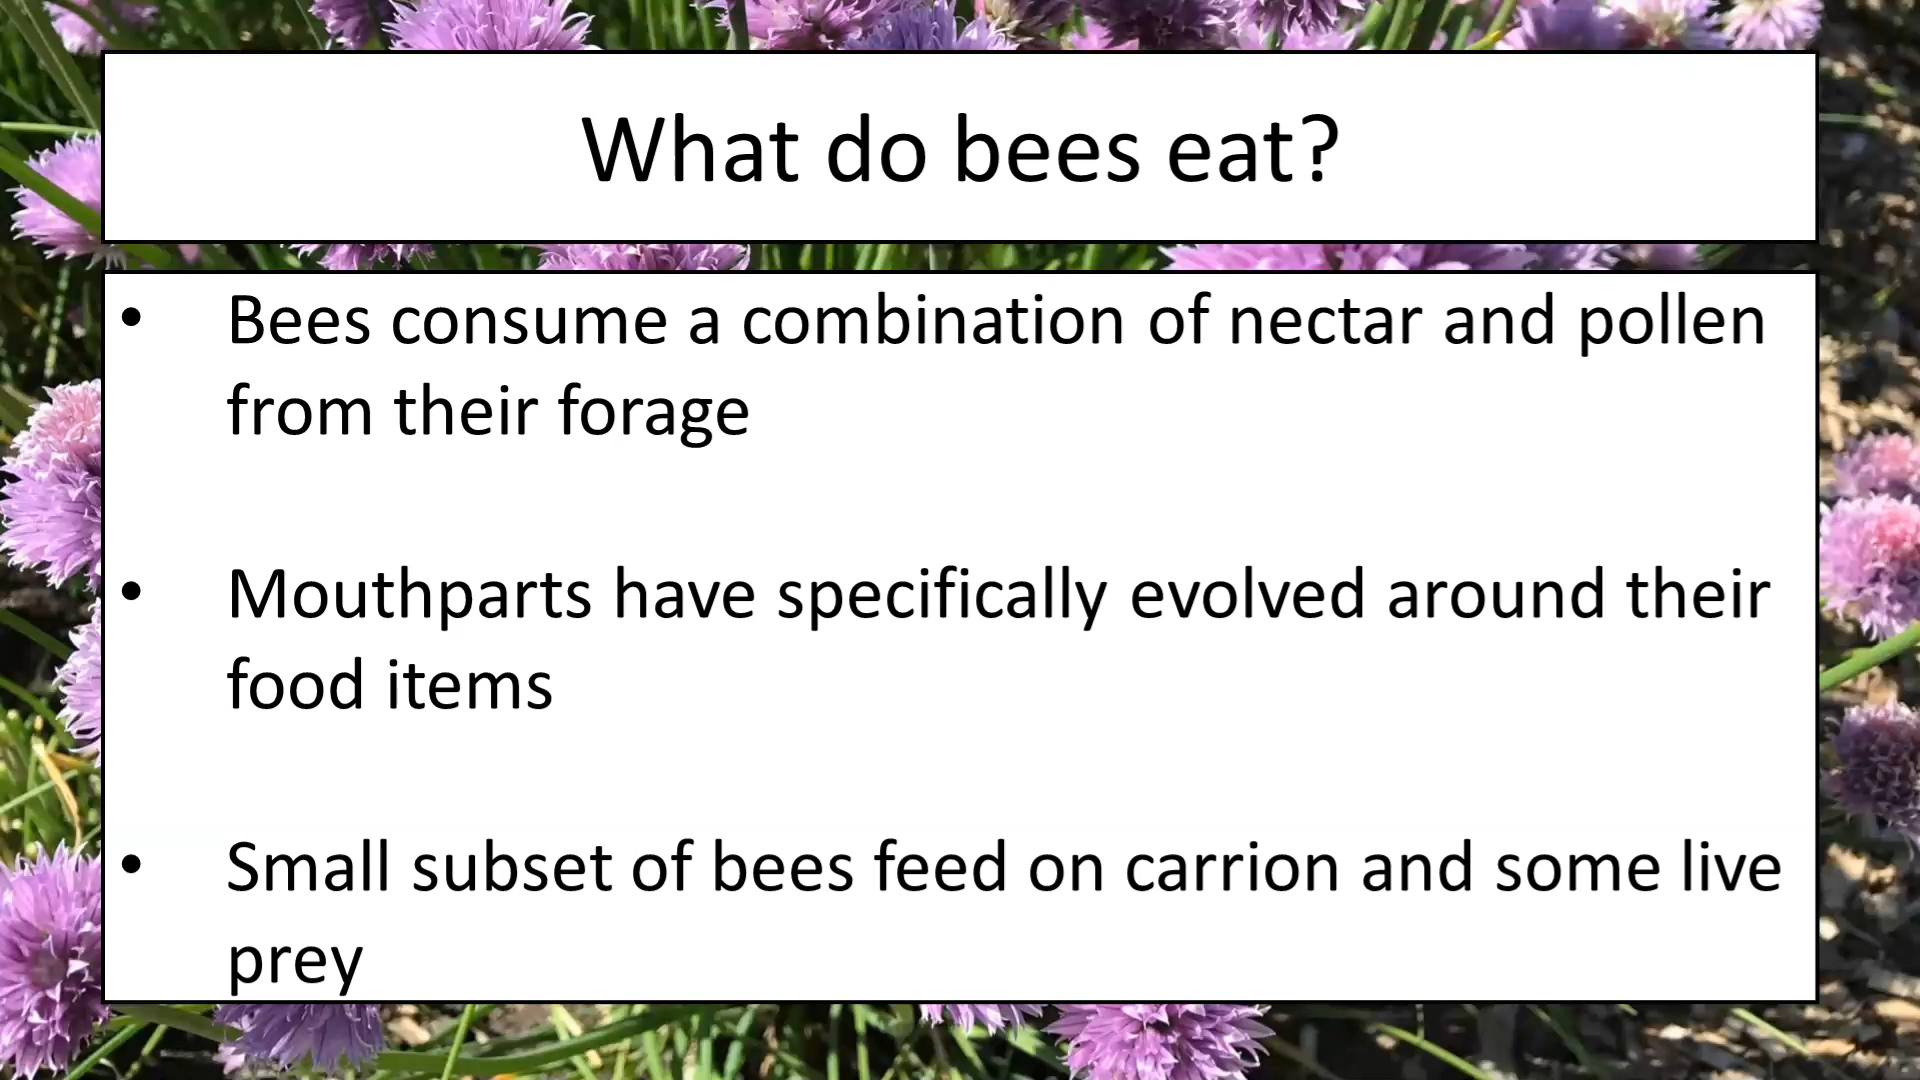 What do bees eat?
• Bees consume a combination of nectar and pollen
from their forage
• Mouthparts have specifically evolved around their
food items
• Small subset of bees feed on carrion and some live
prey